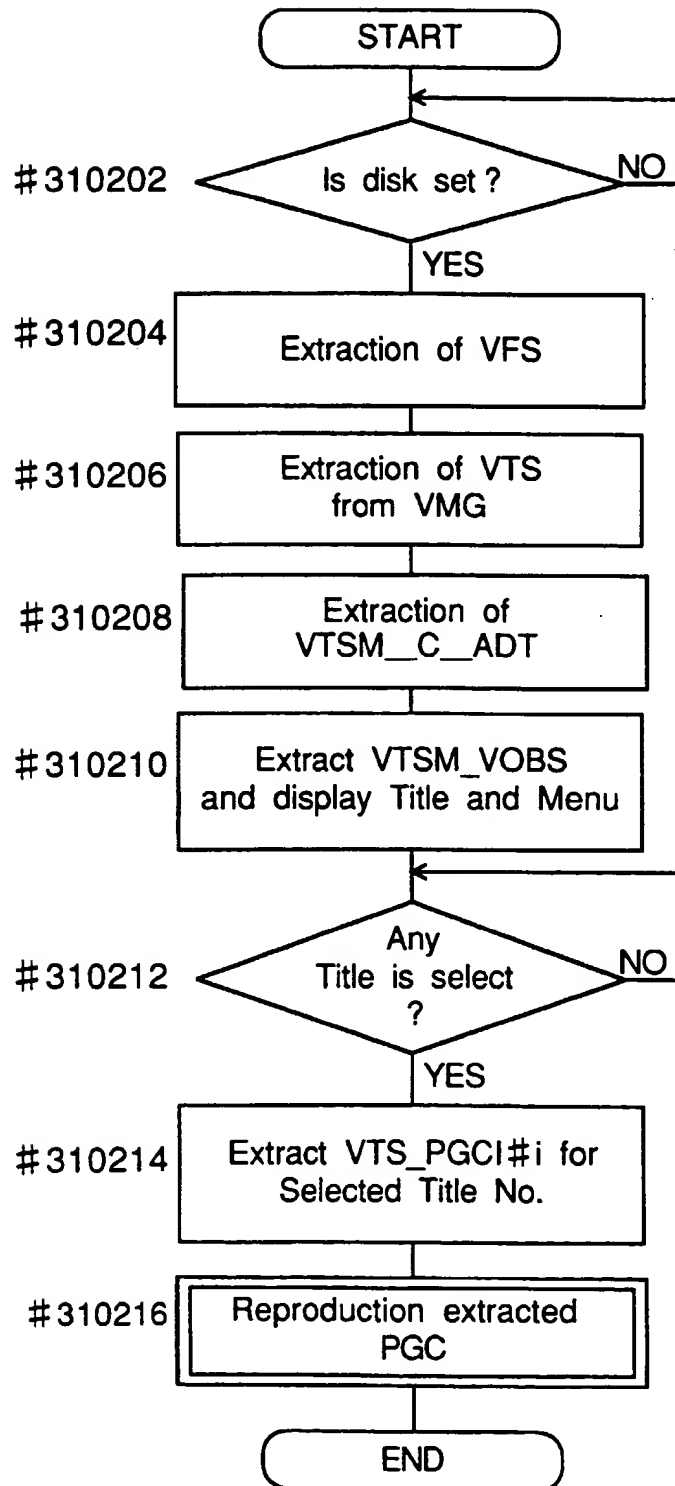 START
#310202
Is disk set ?
NO
YES
#310204
Extraction of VFS
#310206
Extraction of VTS
from VMG
#310208
Extraction of
VTSM__C__ADT
#310210
Extract VTSM_VOBS
and display Title and Menu
#310212
Any
Title is select
?
NO
YES
#310214
Extract VTS_PGCI#i for
Selected Title No.
#310216
Reproduction extracted
PGC
END